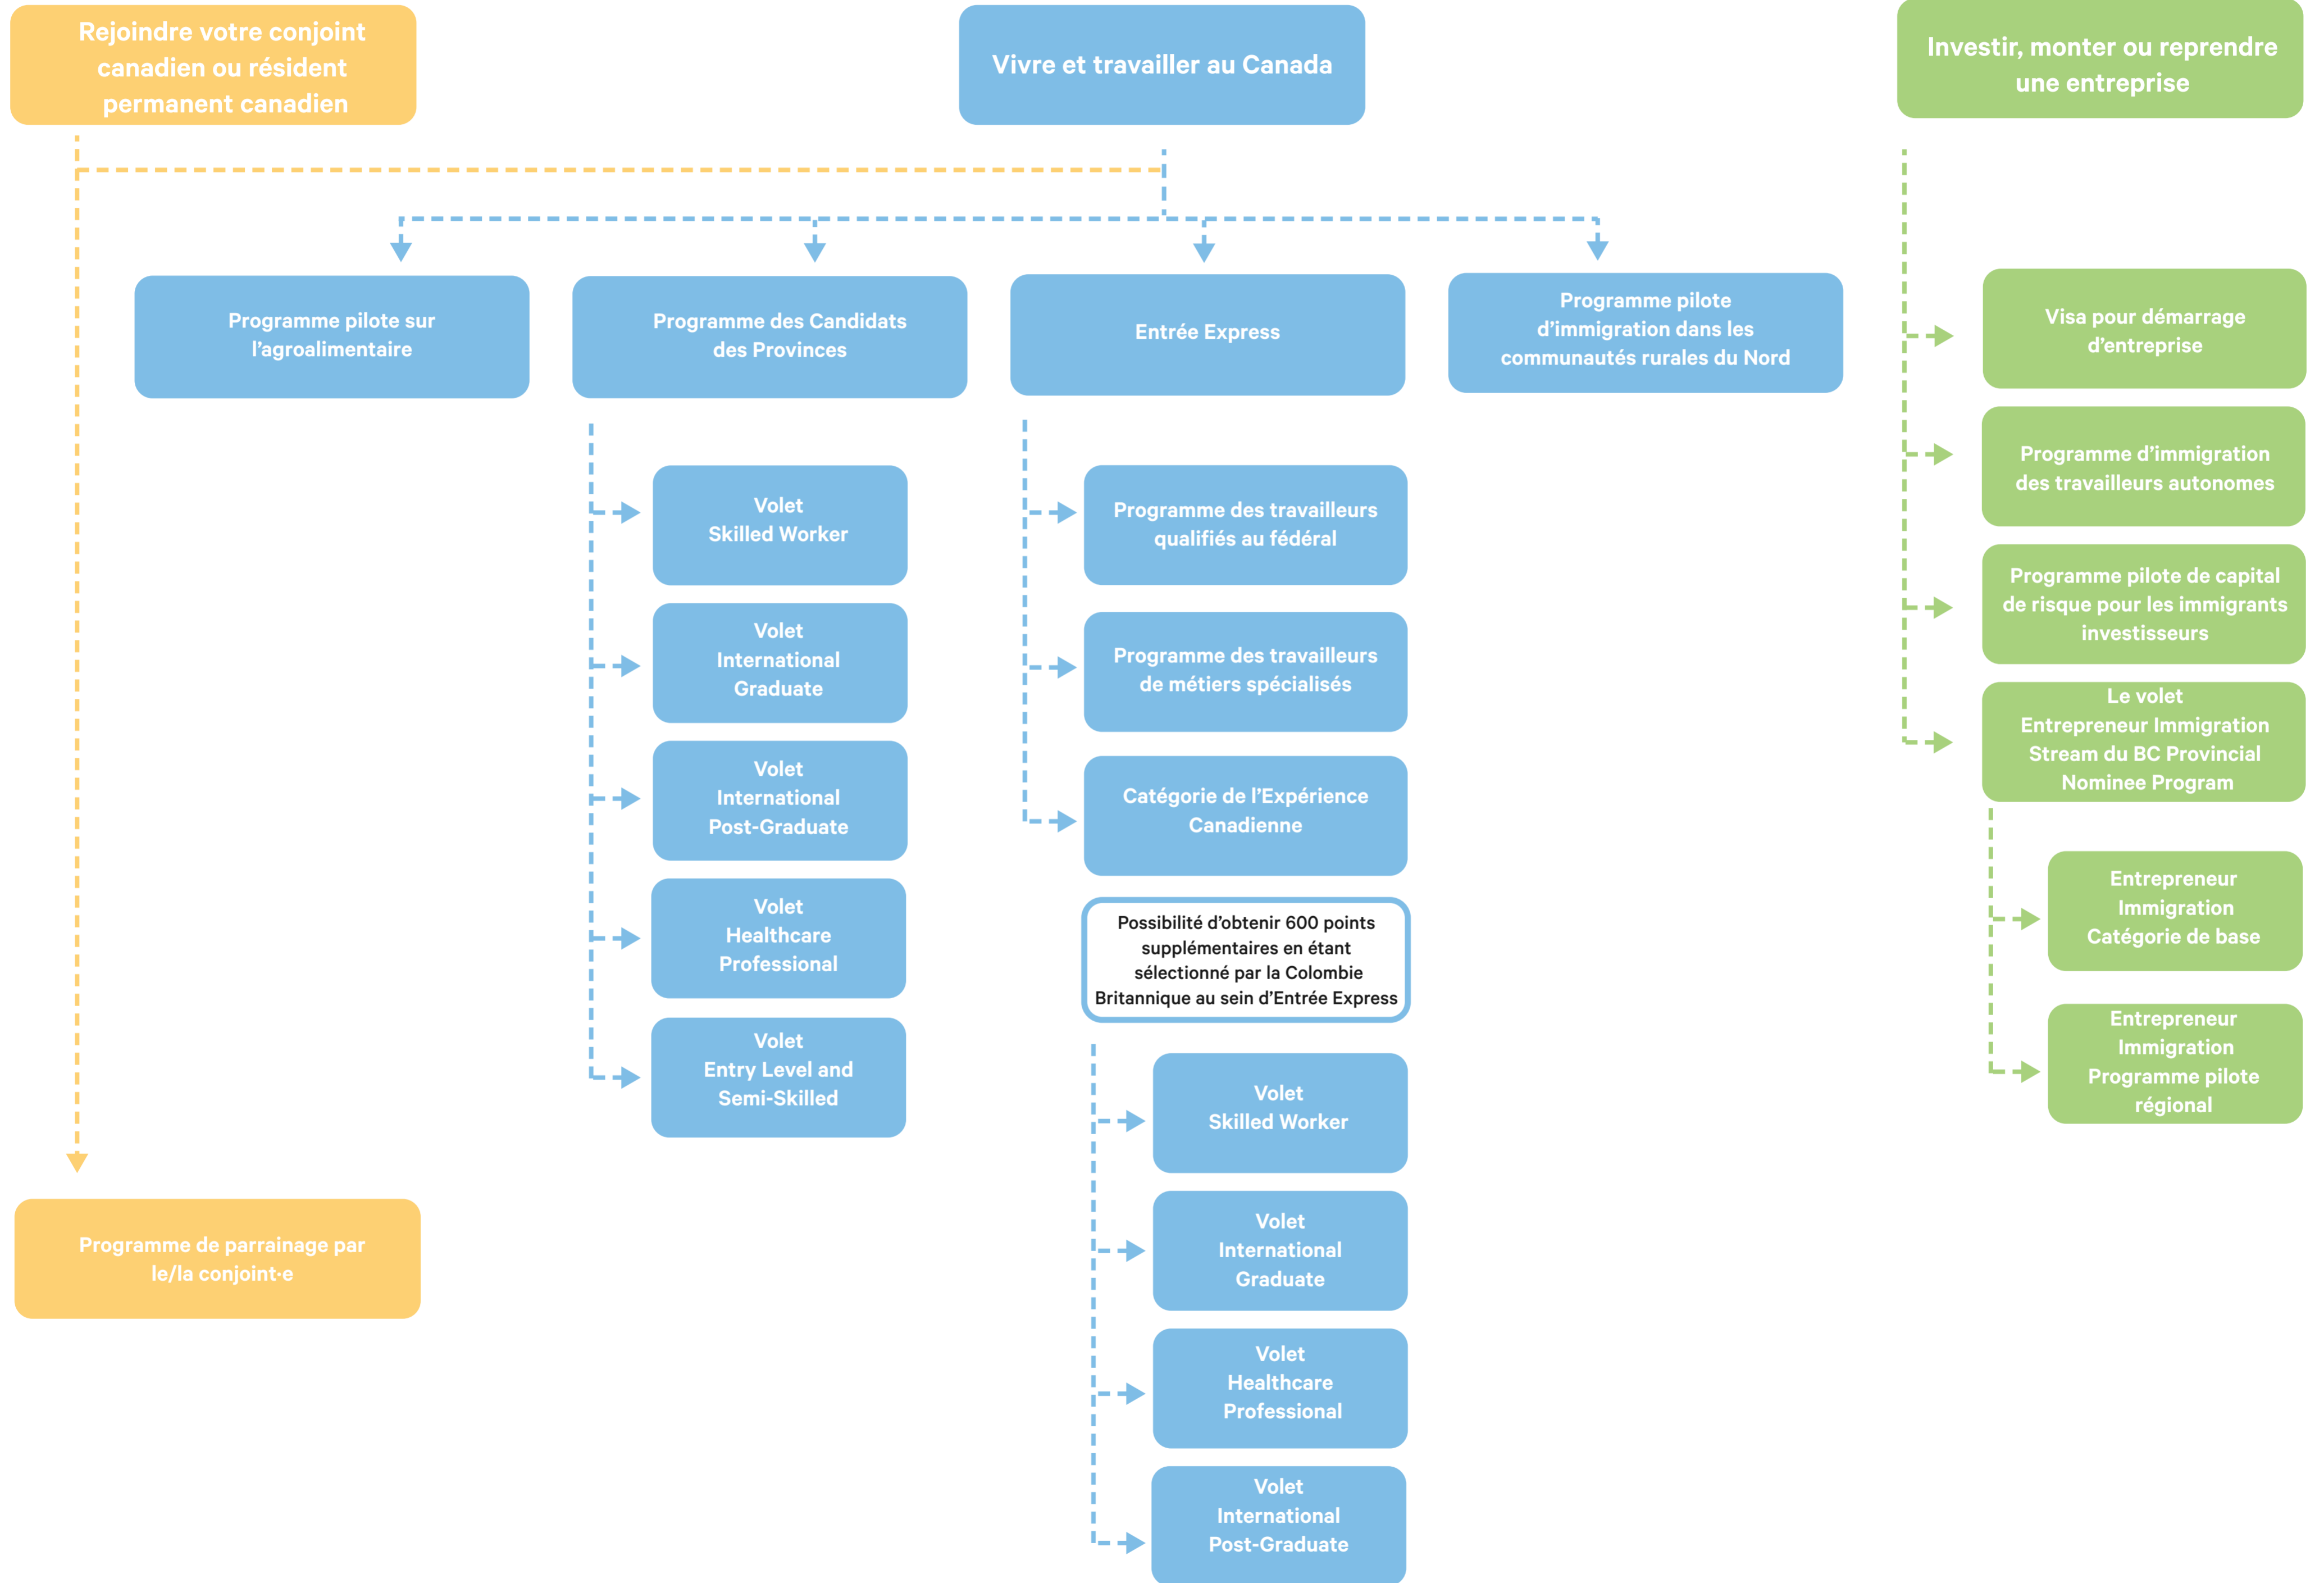 Rejoindre votre conjoint
canadien ou résident
permanent canadien
Vivre et travailler au Canada
Investir, monter ou reprendre
une entreprise
Programme pilote sur
l’agroalimentaire
Programme des Candidats
des Provinces
Entrée Express
Programme pilote
d’immigration dans les
communautés rurales du Nord
Volet
Skilled Worker
Volet
International
Graduate
Volet
International
Post-Graduate
Volet
Healthcare
Professional
Volet
Entry Level and
Semi-Skilled
Programme des travailleurs
qualifiés au fédéral
Programme des travailleurs
de métiers spécialisés
Catégorie de l’Expérience
Canadienne
Possibilité d’obtenir 600 points
supplémentaires en étant
sélectionné par la Colombie
Britannique au sein d’Entrée Express
Volet
Skilled Worker
Volet
International
Graduate
Volet
Healthcare
Professional
Volet
International
Post-Graduate
Visa pour démarrage
d’entreprise
Programme d’immigration
des travailleurs autonomes
Programme pilote de capital
de risque pour les immigrants
investisseurs
Le volet
Entrepreneur Immigration
Stream du BC Provincial
Nominee Program
Entrepreneur
Immigration
Catégorie de base
Entrepreneur
Immigration
Programme pilote
régional
Programme de parrainage par
le/la conjoint·e